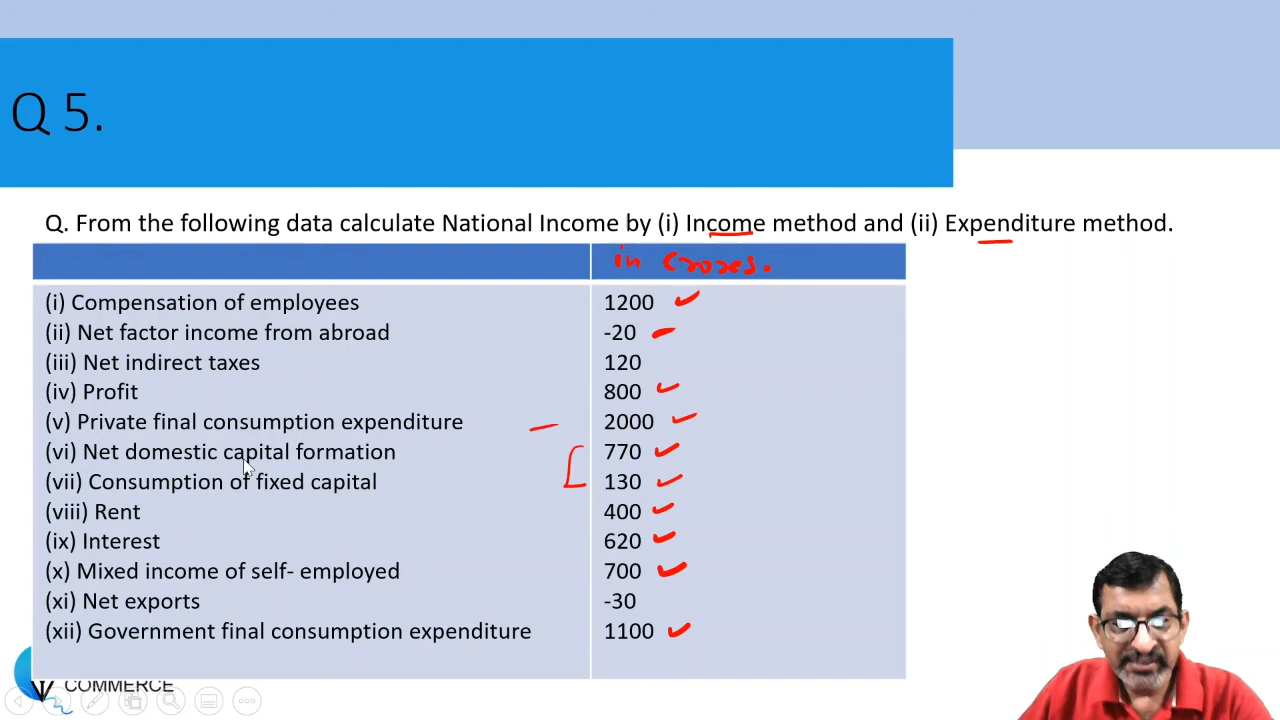 Q 5.
Q. From the following data calculate National Income by (i) Income method and (ii) Expenditure method.
in Crores.
(i) Compensation of employees 1200
(ii) Net factor income from abroad -20
(iii) Net indirect taxes 120
(iv) Profit 800
(v) Private final consumption expenditure 2000
(vi) Net domestic capital formation 770
(vii) Consumption of fixed capital 130
(viii) Rent 400
(ix) Interest 620
(x) Mixed income of self- employed 700
(xi) Net exports -30
(xii) Government final consumption expenditure 1100
COMMERCE